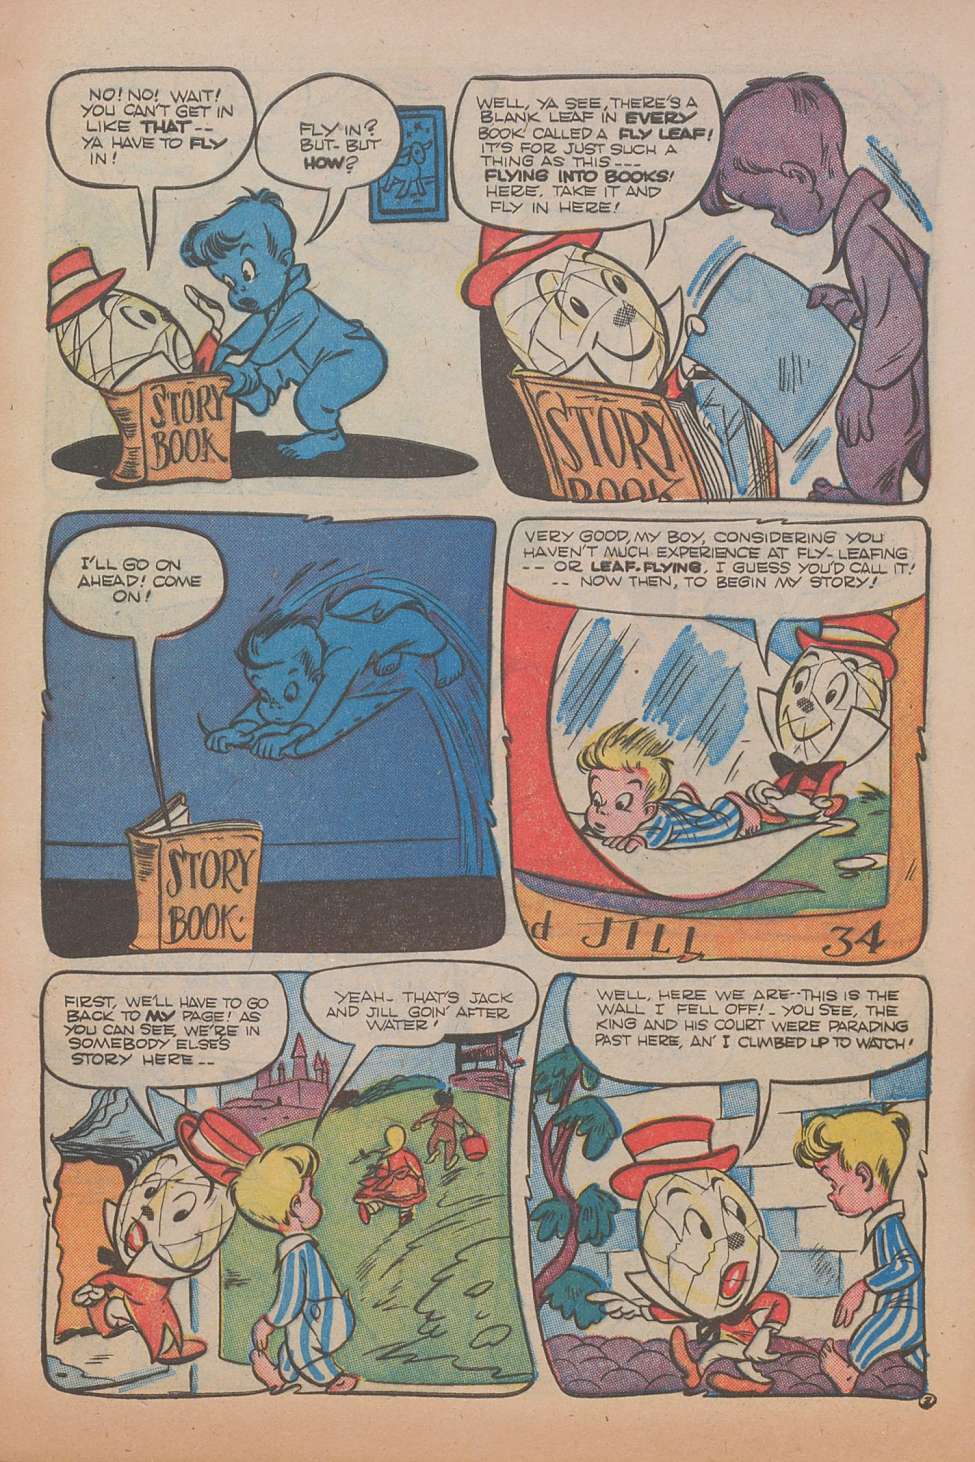 NO! NO! WAIT!
YOU CAN'T GET IN
LIKE THAT--
YA HAVE TO FLY
IN!
FLY IN?
BUT-BUT
HOW?
STORY
BOOK
WELL, YA SEE, THERE'S A
BLANK LEAF IN EVERY
BOOK CALLED A FLY LEAF!
IT'S FOR JUST SUCH A
THING AS THIS---
FLYING INTO BOOKS!
HERE, TAKE IT AND
FLY IN HERE!
STORY
BOOK
I'LL GO ON
AHEAD! COME
ON!
STORY
BOOK.
VERY GOOD, MY BOY, CONSIDERING YOU
HAVEN'T MUCH EXPERIENCE AT FLY-LEAFING
-- OR LEAF-FLYING, I GUESS YOU'D CALL IT!
-- NOW THEN, TO BEGIN MY STORY!
d JILL 34
FIRST, WE'LL HAVE TO GO
BACK TO MY PAGE! AS
YOU CAN SEE, WE'RE IN
SOMEBODY ELSE'S
STORY HERE--
YEAH- THAT'S JACK
AND JILL GOIN' AFTER
WATER!
WELL, HERE WE ARE--THIS IS THE
WALL I FELL OFF!- YOU SEE, THE
KING AND HIS COURT WERE PARADING
PAST HERE, AN' I CLIMBED UP TO WATCH!